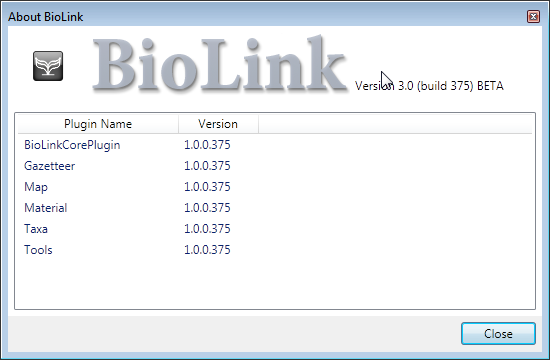 About BioLink
BioLink
Version 3.0 (build 375) BETA
Plugin Name Version
BioLinkCorePlugin 1.0.0.375
Gazetteer 1.0.0.375
Map 1.0.0.375
Material 1.0.0.375
Taxa 1.0.0.375
Tools 1.0.0.375
Close